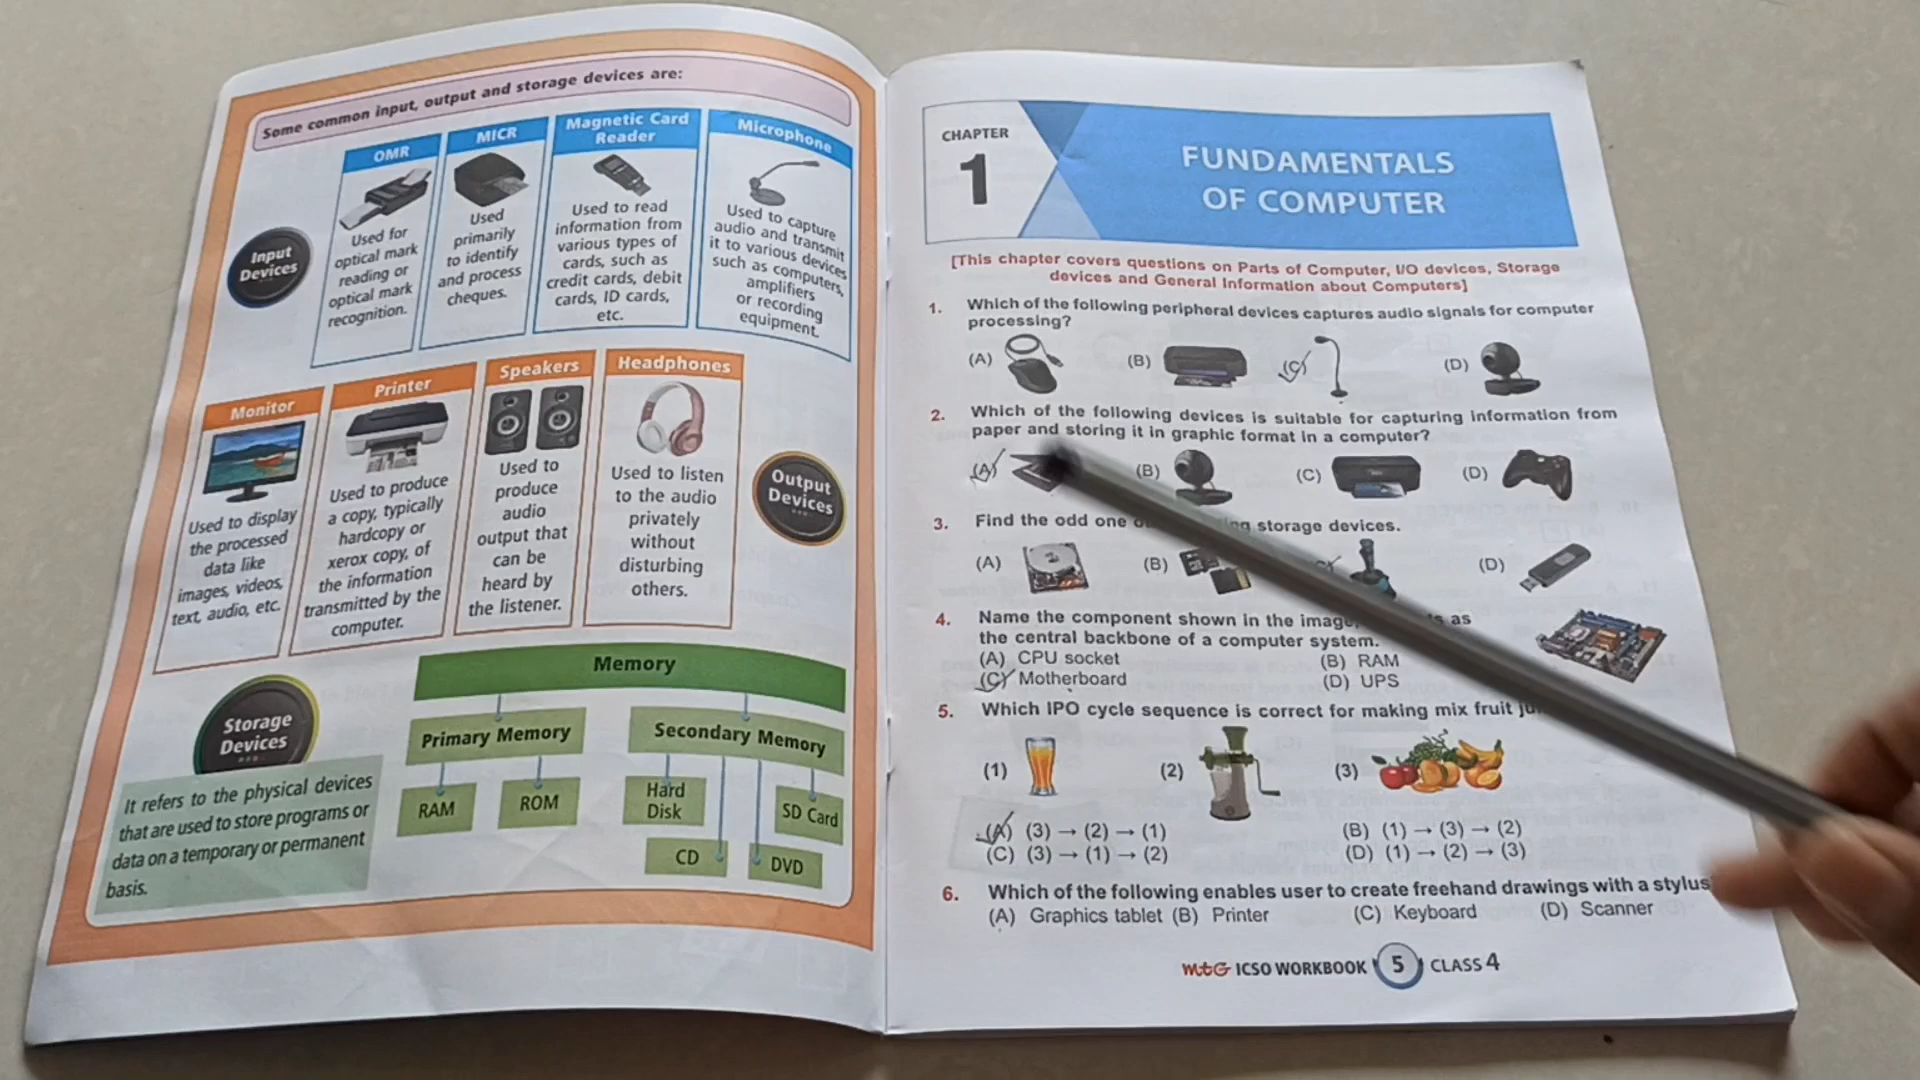 Some common input, output and storage devices are:
Input
Devices
OMR
Used for
optical mark
reading or
optical mark
recognition.
MICR
Used
primarily
to identify
and process
cheques.
Magnetic Card
Reader
Used to read
information from
various types of
cards, such as
credit cards, debit
cards, ID cards,
etc.
Microphone
Used to capture
audio and transmit
it to various devices
such as computers,
amplifiers
or recording
equipment.
Monitor
Used to display
the processed
data like
images, videos,
text, audio, etc.
Printer
Used to produce
a copy, typically
hardcopy or
xerox copy, of
the information
transmitted by the
computer.
Speakers
Used to
produce
audio
output that
can be
heard by
the listener.
Headphones
Used to listen
to the audio
privately
without
disturbing
others.
Output
Devices
Storage
Devices
It refers to the physical devices
that are used to store programs or
data on a temporary or permanent
basis.
Memory
Primary Memory
Secondary Memory
RAM
ROM
Hard
Disk
SD Card
CD
DVD
CHAPTER
1
FUNDAMENTALS
OF COMPUTER
[This chapter covers questions on Parts of Computer, I/O devices, Storage
devices and General Information about Computers]
1. Which of the following peripheral devices captures audio signals for computer
processing?
(A) (B) (C) (D)
2. Which of the following devices is suitable for capturing information from
paper and storing it in graphic format in a computer?
(A) (B) (C) (D)
3. Find the odd one storage devices.
(A) (B) (D)
4. Name the component shown in the image, as
the central backbone of a computer system.
(A) CPU socket (B) RAM
(C) Motherboard (D) UPS
5. Which IPO cycle sequence is correct for making mix fruit
(1) (2) (3)
(A) (3) → (2) → (1) (B) (1) → (3) → (2)
(C) (3) → (1) → (2) (D) (1) → (2) → (3)
6. Which of the following enables user to create freehand drawings with a stylus
(A) Graphics tablet (B) Printer (C) Keyboard (D) Scanner
MtG ICSO WORKBOOK 5 CLASS 4